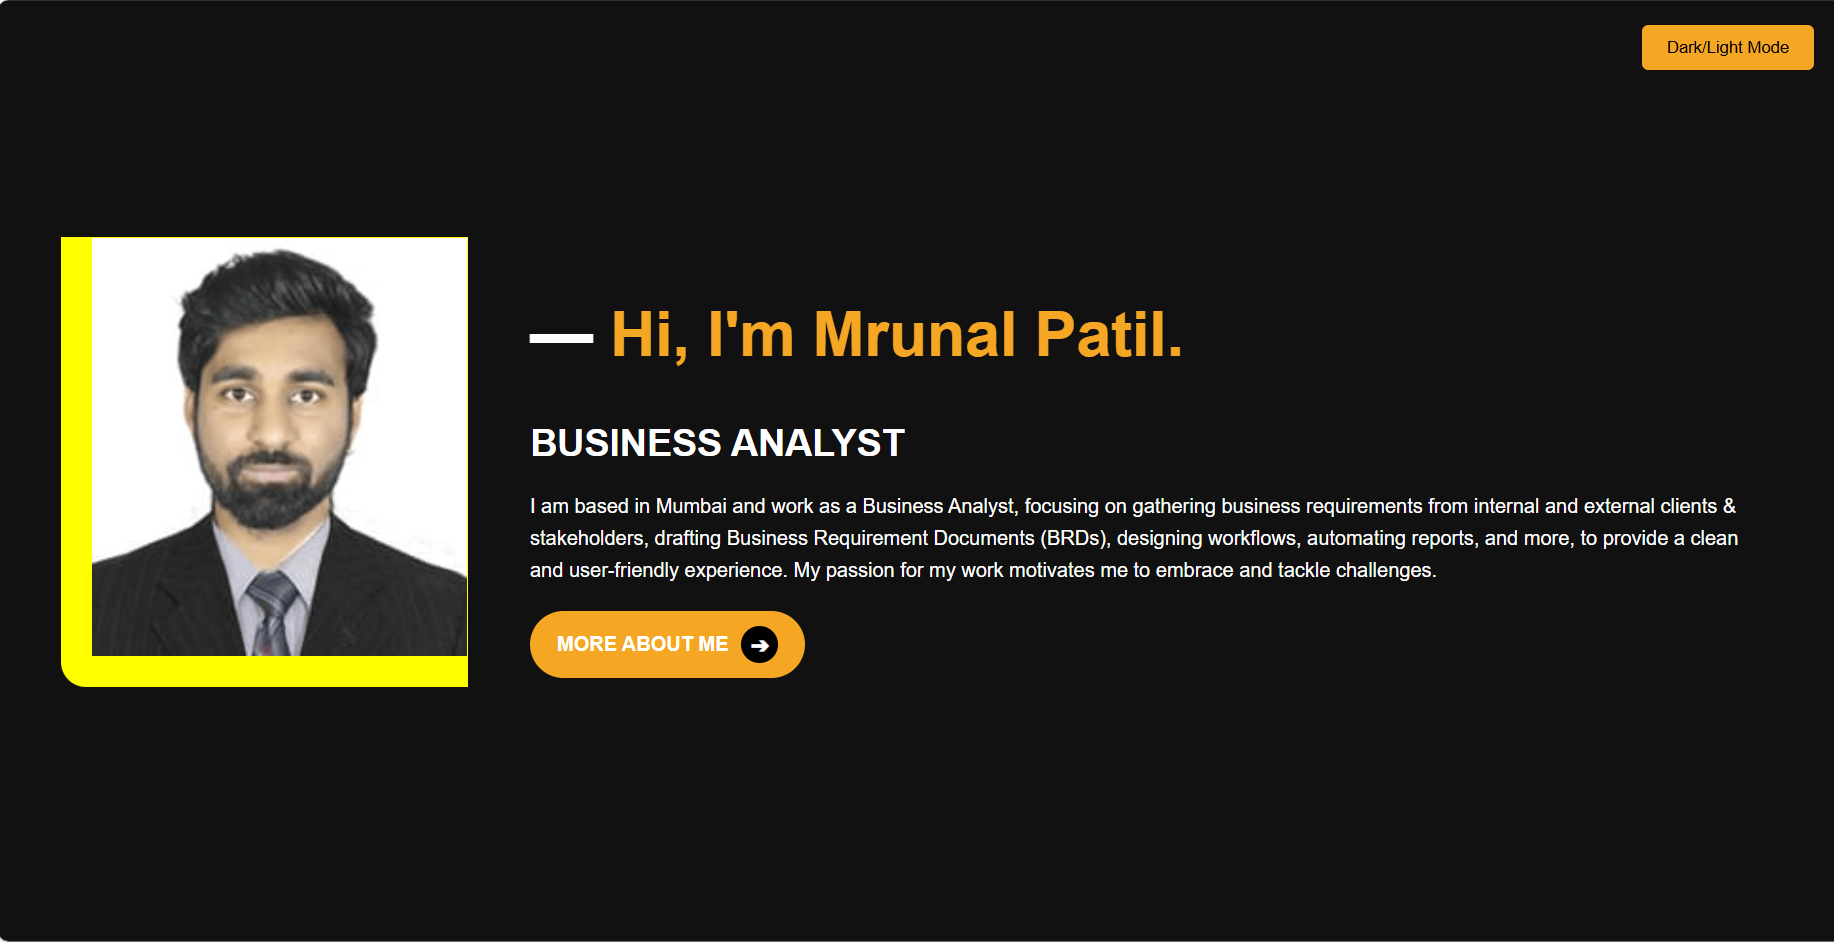 Dark/Light Mode
— Hi, I'm Mrunal Patil.
BUSINESS ANALYST
I am based in Mumbai and work as a Business Analyst, focusing on gathering business requirements from internal and external clients &
stakeholders, drafting Business Requirement Documents (BRDs), designing workflows, automating reports, and more, to provide a clean
and user-friendly experience. My passion for my work motivates me to embrace and tackle challenges.
MORE ABOUT ME ➔